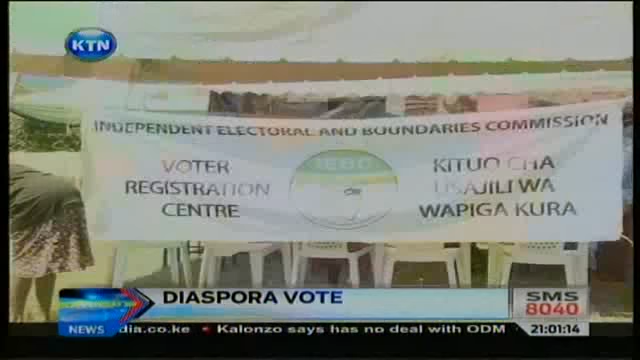 KTN
INDEPENDENT ELECTORAL AND BOUNDARIES COMMISSION
VOTER
REGISTRATION
CENTRE
IEBC
KITUO CHA
USAJILI WA
WAPIGA KURA
DIASPORA VOTE
SMS
8040
NEWS
dia.co.ke
Kalonzo says has no deal with ODM
21:01:14